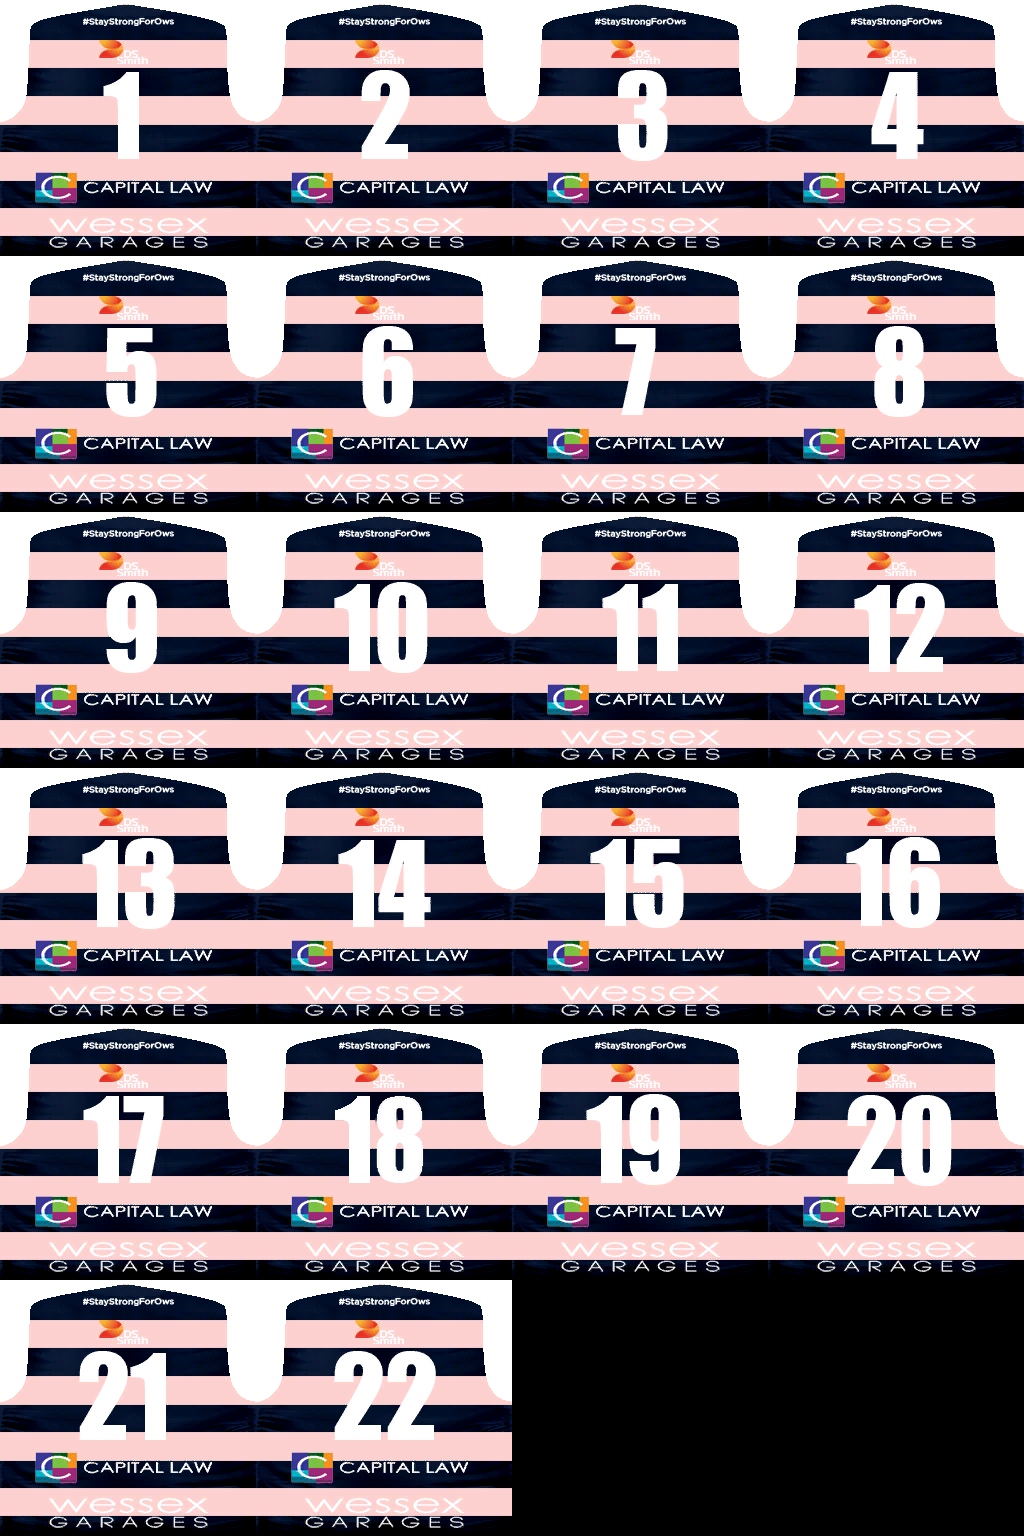 #StayStrongForOws
DS
Smith
1
CAPITAL LAW
wessex
GARAGES
#StayStrongForOws
DS
Smith
2
CAPITAL LAW
wessex
GARAGES
#StayStrongForOws
DS
Smith
3
CAPITAL LAW
wessex
GARAGES
#StayStrongForOws
DS
Smith
4
CAPITAL LAW
wessex
GARAGES
#StayStrongForOws
DS
Smith
5
CAPITAL LAW
wessex
GARAGES
#StayStrongForOws
DS
Smith
6
CAPITAL LAW
wessex
GARAGES
#StayStrongForOws
DS
Smith
7
CAPITAL LAW
wessex
GARAGES
#StayStrongForOws
DS
Smith
8
CAPITAL LAW
wessex
GARAGES
#StayStrongForOws
DS
Smith
9
CAPITAL LAW
wessex
GARAGES
#StayStrongForOws
DS
Smith
10
CAPITAL LAW
wessex
GARAGES
#StayStrongForOws
DS
Smith
11
CAPITAL LAW
wessex
GARAGES
#StayStrongForOws
DS
Smith
12
CAPITAL LAW
wessex
GARAGES
#StayStrongForOws
DS
Smith
13
CAPITAL LAW
wessex
GARAGES
#StayStrongForOws
DS
Smith
14
CAPITAL LAW
wessex
GARAGES
#StayStrongForOws
DS
Smith
15
CAPITAL LAW
wessex
GARAGES
#StayStrongForOws
DS
Smith
16
CAPITAL LAW
wessex
GARAGES
#StayStrongForOws
DS
Smith
17
CAPITAL LAW
wessex
GARAGES
#StayStrongForOws
DS
Smith
18
CAPITAL LAW
wessex
GARAGES
#StayStrongForOws
DS
Smith
19
CAPITAL LAW
wessex
GARAGES
#StayStrongForOws
DS
Smith
20
CAPITAL LAW
wessex
GARAGES
#StayStrongForOws
DS
Smith
21
CAPITAL LAW
wessex
GARAGES
#StayStrongForOws
DS
Smith
22
CAPITAL LAW
wessex
GARAGES